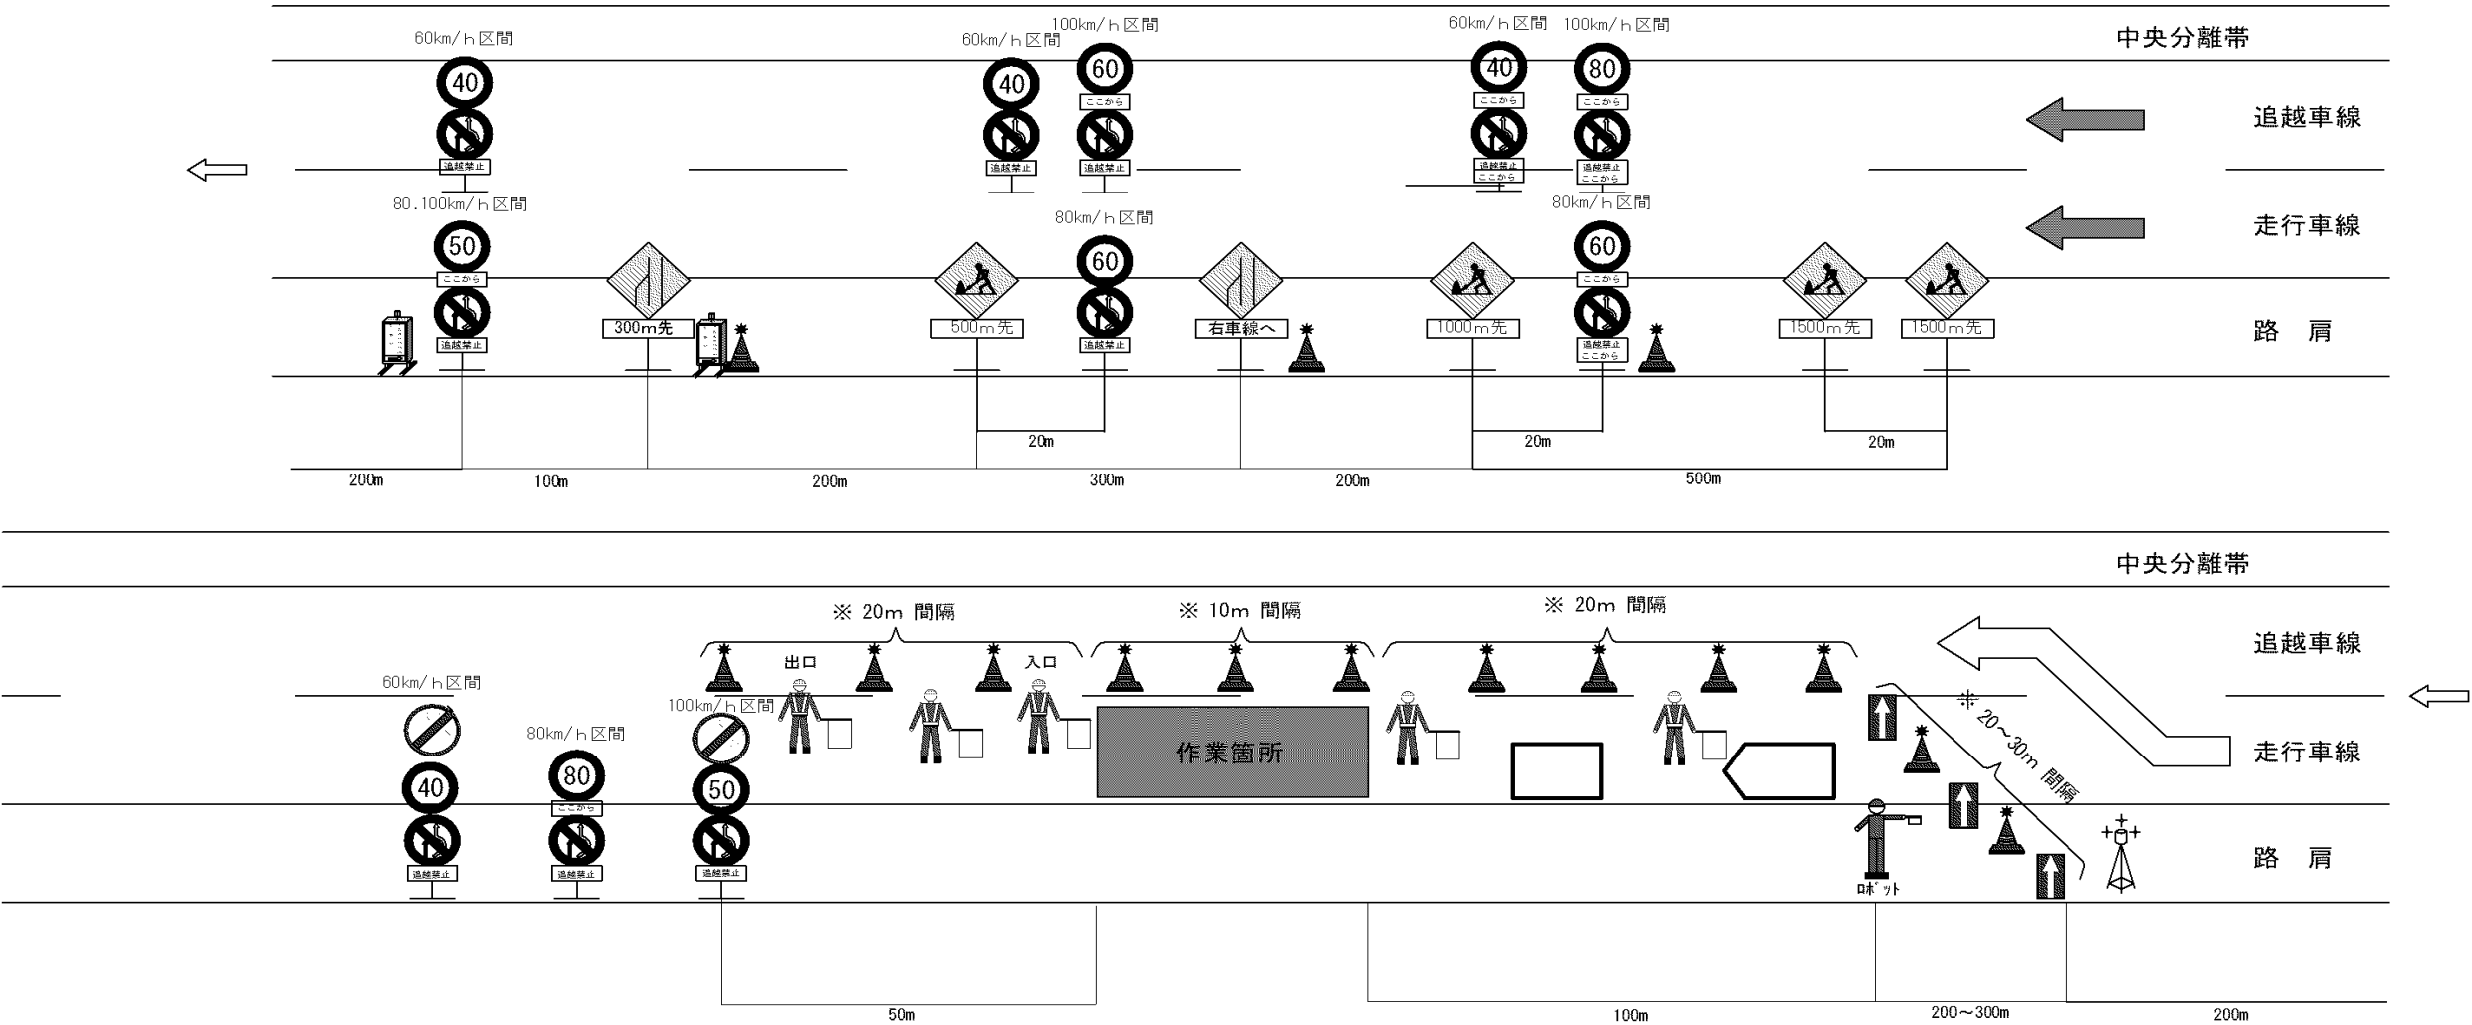 100km/h区間
60km/h区間 100km/h区間
60km/h区間
60km/h区間
中央分離帯
40
40
60
40
80
ここから
ここから
ここから
追越車線
追越禁止
追越禁止
追越禁止
追越禁止
ここから
追越禁止
ここから
80.100km/h区間
80km/h区間
80km/h区間
走行車線
50
60
60
ここから
ここから
300m先
500m先
右車線へ
1000m先
1500m先
1500m先
路 肩
追越禁止
追越禁止
追越禁止
ここから
20m
20m
20m
200m
100m
200m
300m
200m
500m
中央分離帯
※ 20m 間隔
※ 10m 間隔
※ 20m 間隔
追越車線
出口
入口
60km/h区間
100km/h区間
※ 20～30m 間隔
80km/h区間
作業箇所
走行車線
40
80
50
ここから
路 肩
追越禁止
追越禁止
追越禁止
ロボット
50m
100m
200～300m
200m